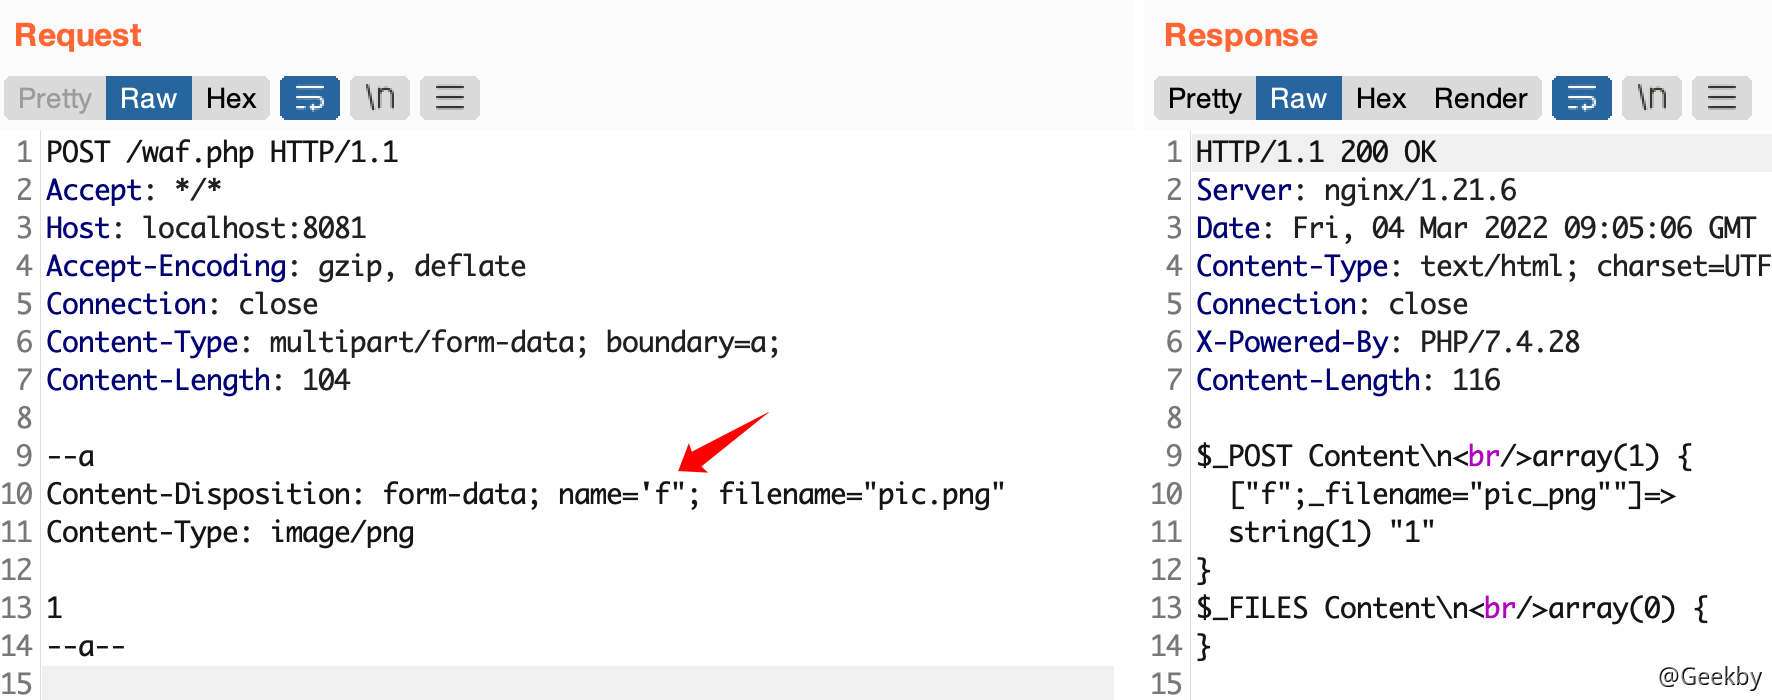 Request
Pretty Raw Hex \n
1 POST /waf.php HTTP/1.1
2 Accept: */*
3 Host: localhost:8081
4 Accept-Encoding: gzip, deflate
5 Connection: close
6 Content-Type: multipart/form-data; boundary=a;
7 Content-Length: 104
8
9 --a
10 Content-Disposition: form-data; name='f"; filename="pic.png"
11 Content-Type: image/png
12
13 1
14 --a--
15
Response
Pretty Raw Hex Render \n
1 HTTP/1.1 200 OK
2 Server: nginx/1.21.6
3 Date: Fri, 04 Mar 2022 09:05:06 GMT
4 Content-Type: text/html; charset=UTF
5 Connection: close
6 X-Powered-By: PHP/7.4.28
7 Content-Length: 116
8
9 $_POST Content\n<br/>array(1) {
10 ["f";_filename="pic_png""]=>
11 string(1) "1"
12 }
13 $_FILES Content\n<br/>array(0) {
14 }
15
@Geekby